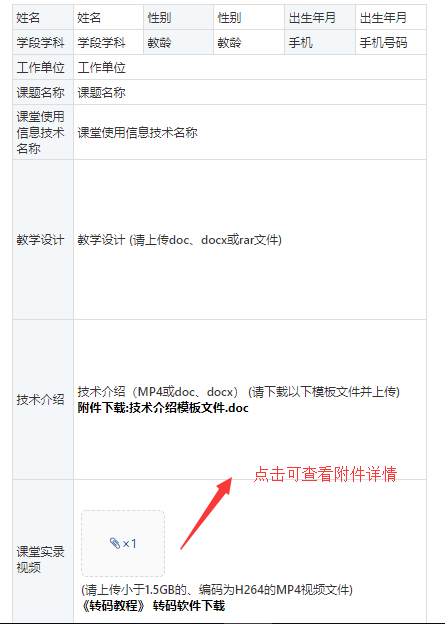 姓名 姓名 性别 性别 出生年月 出生年月
学段学科 学段学科 教龄 教龄 手机 手机号码
工作单位 工作单位
课题名称 课题名称
课堂使用
信息技术
名称
课堂使用信息技术名称
教学设计 教学设计 (请上传doc、docx或rar文件)
技术介绍
技术介绍（MP4或doc、docx） (请下载以下模板文件并上传)
附件下载:技术介绍模板文件.doc
点击可查看附件详情
课堂实录
视频
×1
(请上传小于1.5GB的、编码为H264的MP4视频文件)
《转码教程》 转码软件下载